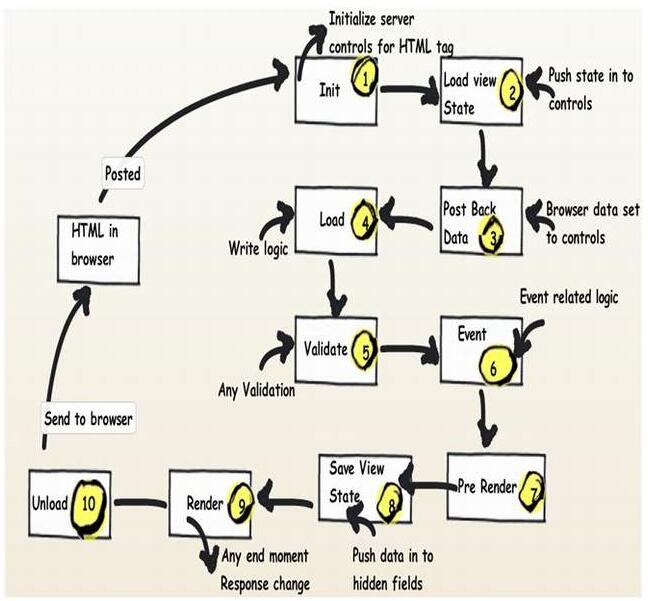 Initialize server
controls for HTML tag
Init
1
Load view
State
2
Push state in to
controls
Posted
HTML in
browser
Load
4
Write logic
Post Back
Data
3
Browser data set
to controls
Validate
5
Any Validation
Event
6
Event related logic
Send to browser
Unload
10
Render
9
Any end moment
Response change
Save View
State
8
Push data in to
hidden fields
Pre Render
7